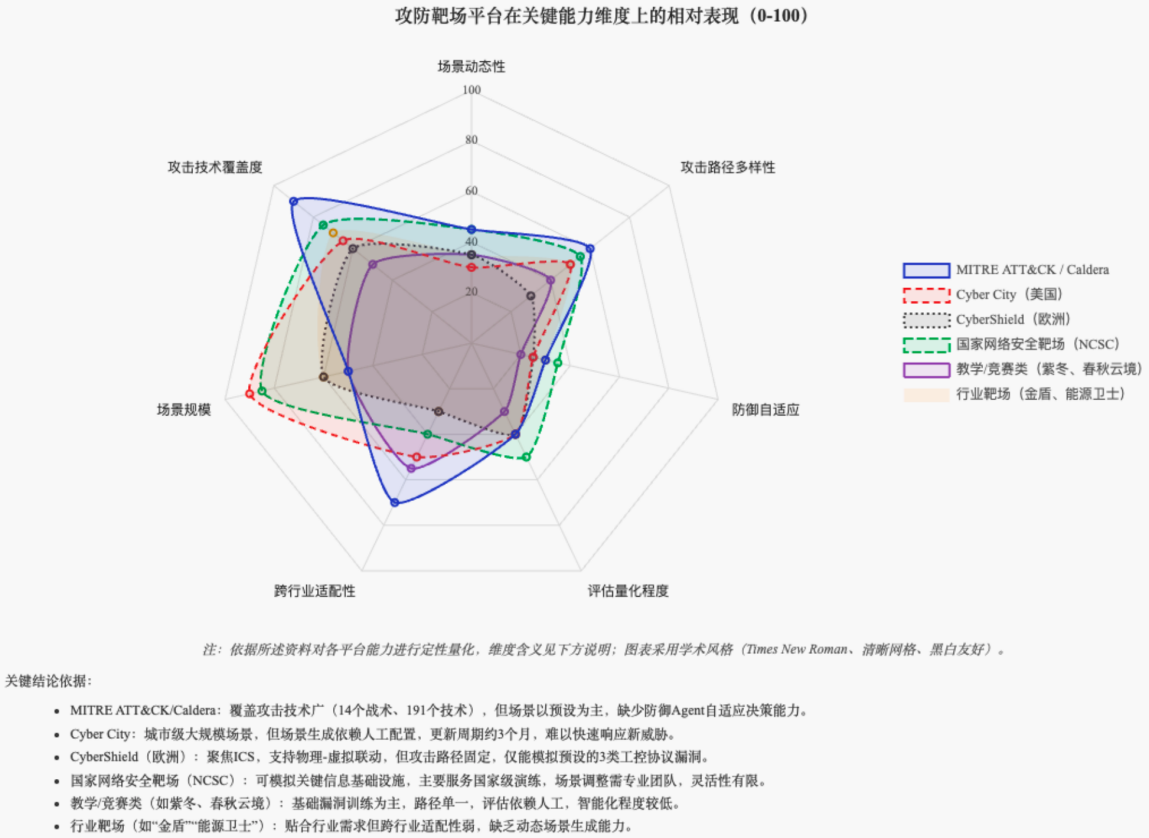 攻防靶场平台在关键能力维度上的相对表现（0-100）
场景动态性
100
攻击技术覆盖度
攻击路径多样性
80
60
40
20
MITRE ATT&CK / Caldera
Cyber City（美国）
CyberShield（欧洲）
国家网络安全靶场（NCSC）
教学/竞赛类（紫冬、春秋云境）
行业靶场（金盾、能源卫士）
场景规模
防御自适应
跨行业适配性
评估量化程度
注：依据所述资料对各平台能力进行定性量化，维度含义见下方说明；图表采用学术风格（Times New Roman、清晰网格、黑白友好）。
关键结论依据：
• MITRE ATT&CK/Caldera：覆盖攻击技术广（14个战术、191个技术），但场景以预设为主，缺少防御Agent自适应决策能力。
• Cyber City：城市级大规模场景，但场景生成依赖人工配置，更新周期约3个月，难以快速响应新威胁。
• CyberShield（欧洲）：聚焦ICS，支持物理-虚拟联动，但攻击路径固定，仅能模拟预设的3类工控协议漏洞。
• 国家网络安全靶场（NCSC）：可模拟关键信息基础设施，主要服务国家级演练，场景调整需专业团队，灵活性有限。
• 教学/竞赛类（如紫冬、春秋云境）：基础漏洞训练为主，路径单一，评估依赖人工，智能化程度较低。
• 行业靶场（如“金盾”“能源卫士”）：贴合行业需求但跨行业适配性弱，缺乏动态场景生成能力。